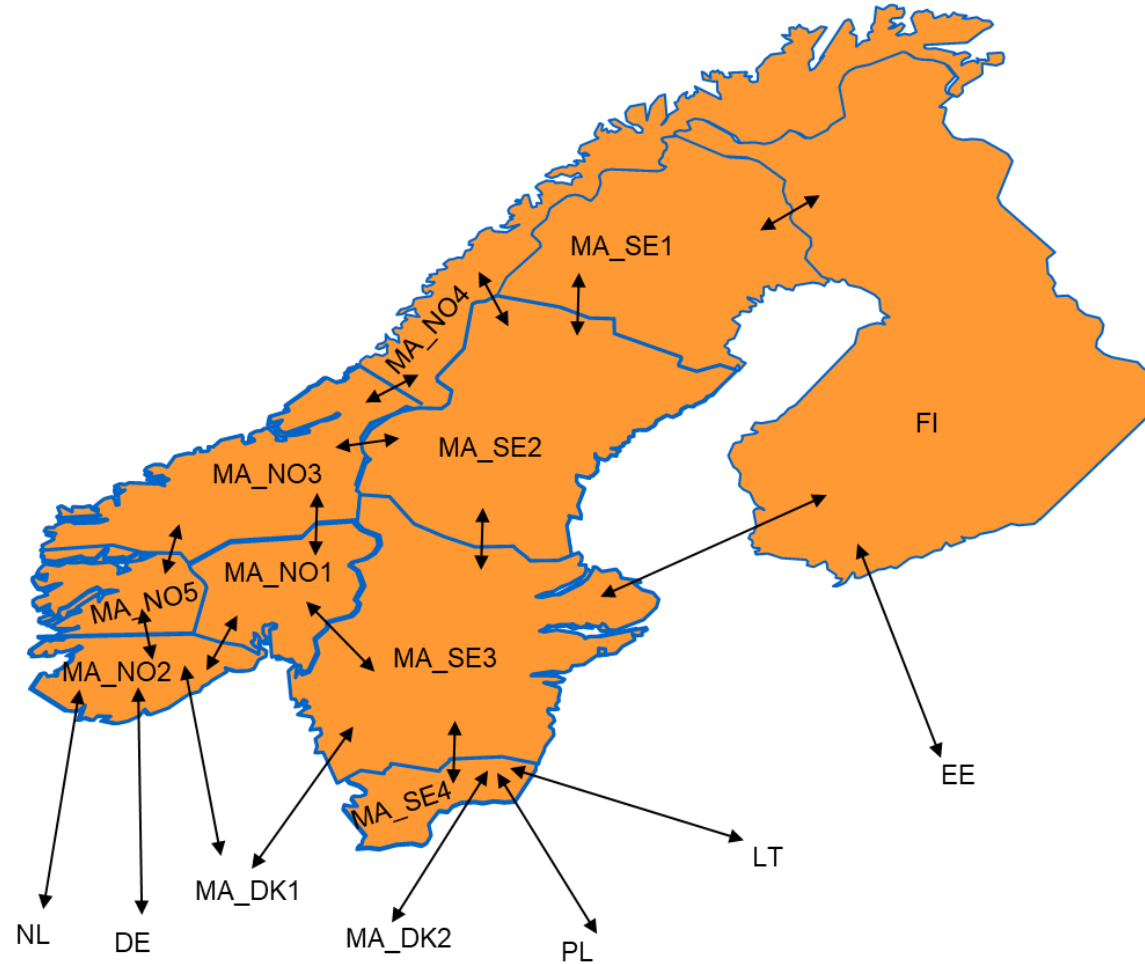 MA_SE1
MA_NO4
FI
MA_SE2
MA_NO3
MA_NO1
MA_NO5
MA_SE3
MA_NO2
EE
MA_SE4
LT
MA_DK1
NL
DE
MA_DK2
PL